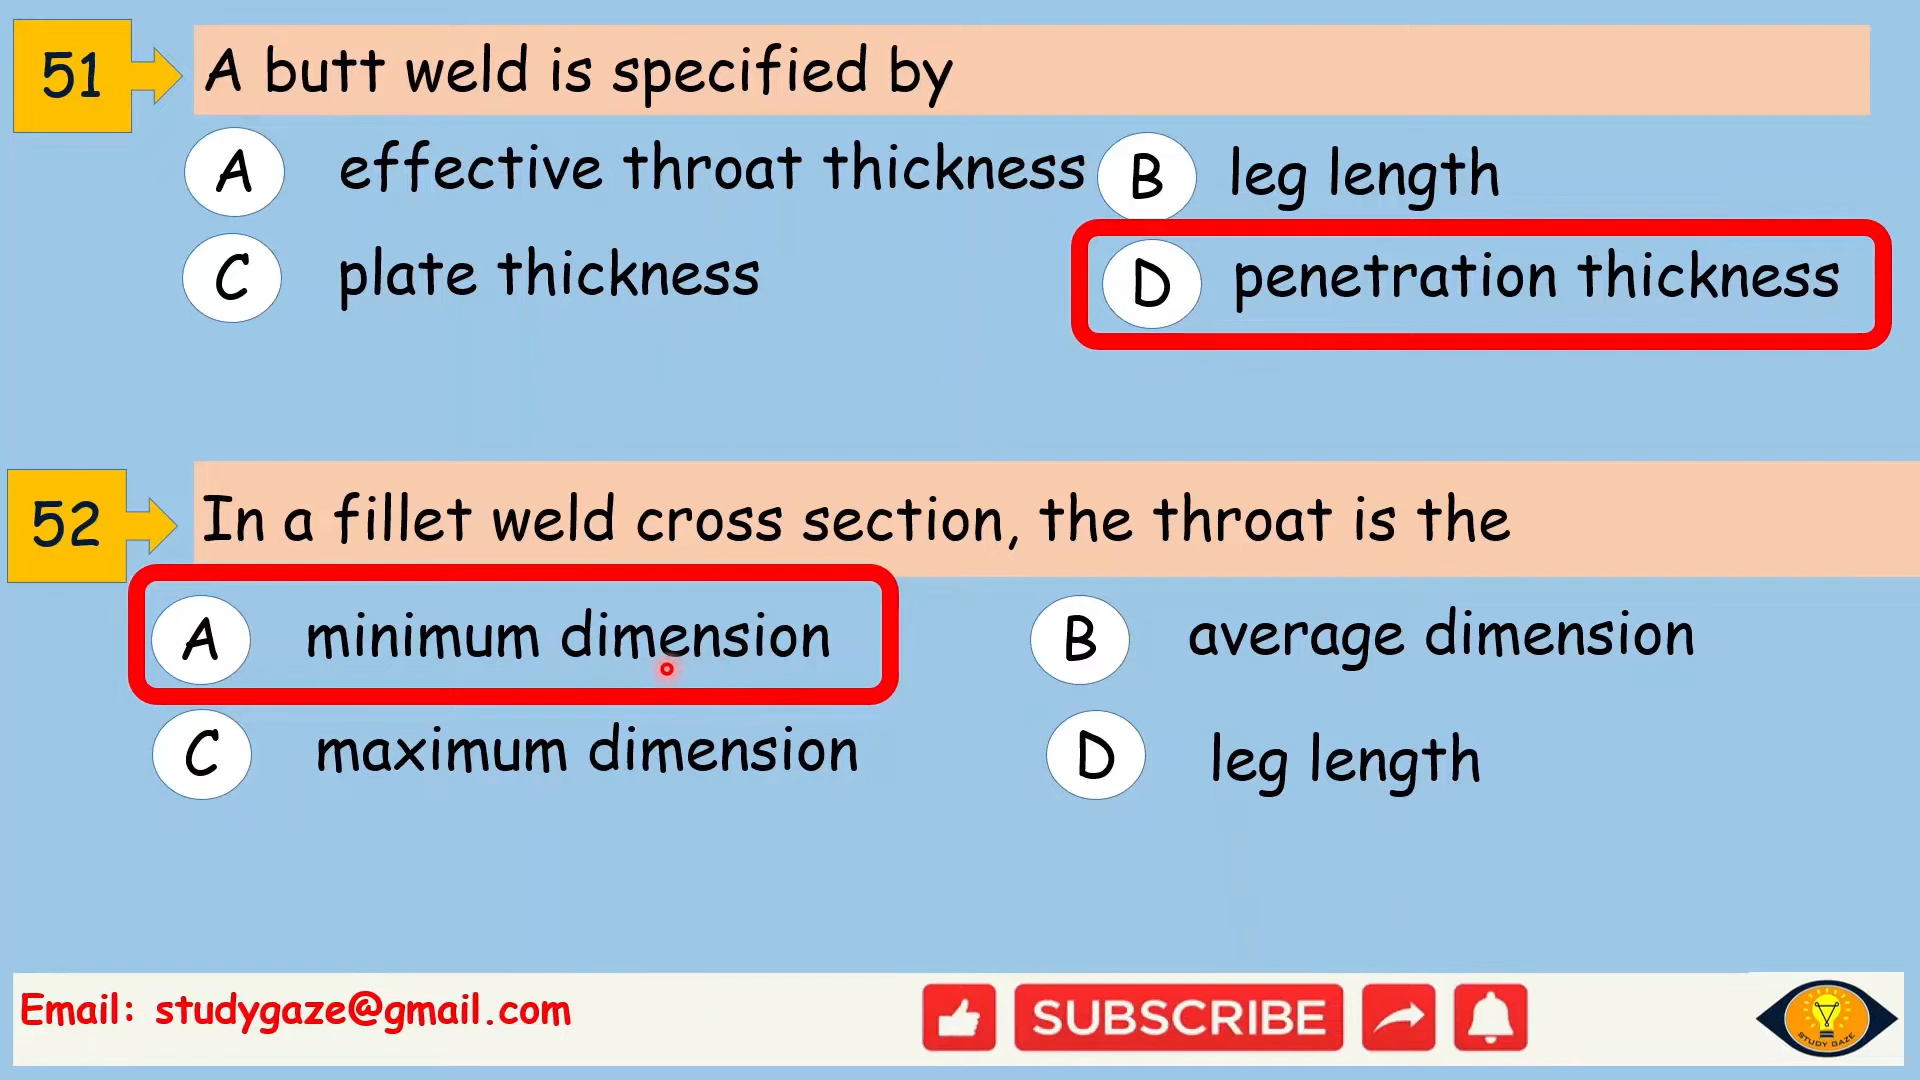 51
A butt weld is specified by
A effective throat thickness
B leg length
C plate thickness
D penetration thickness
52
In a fillet weld cross section, the throat is the
A minimum dimension
B average dimension
C maximum dimension
D leg length
Email: studygaze@gmail.com
SUBSCRIBE
STUDY GAZE